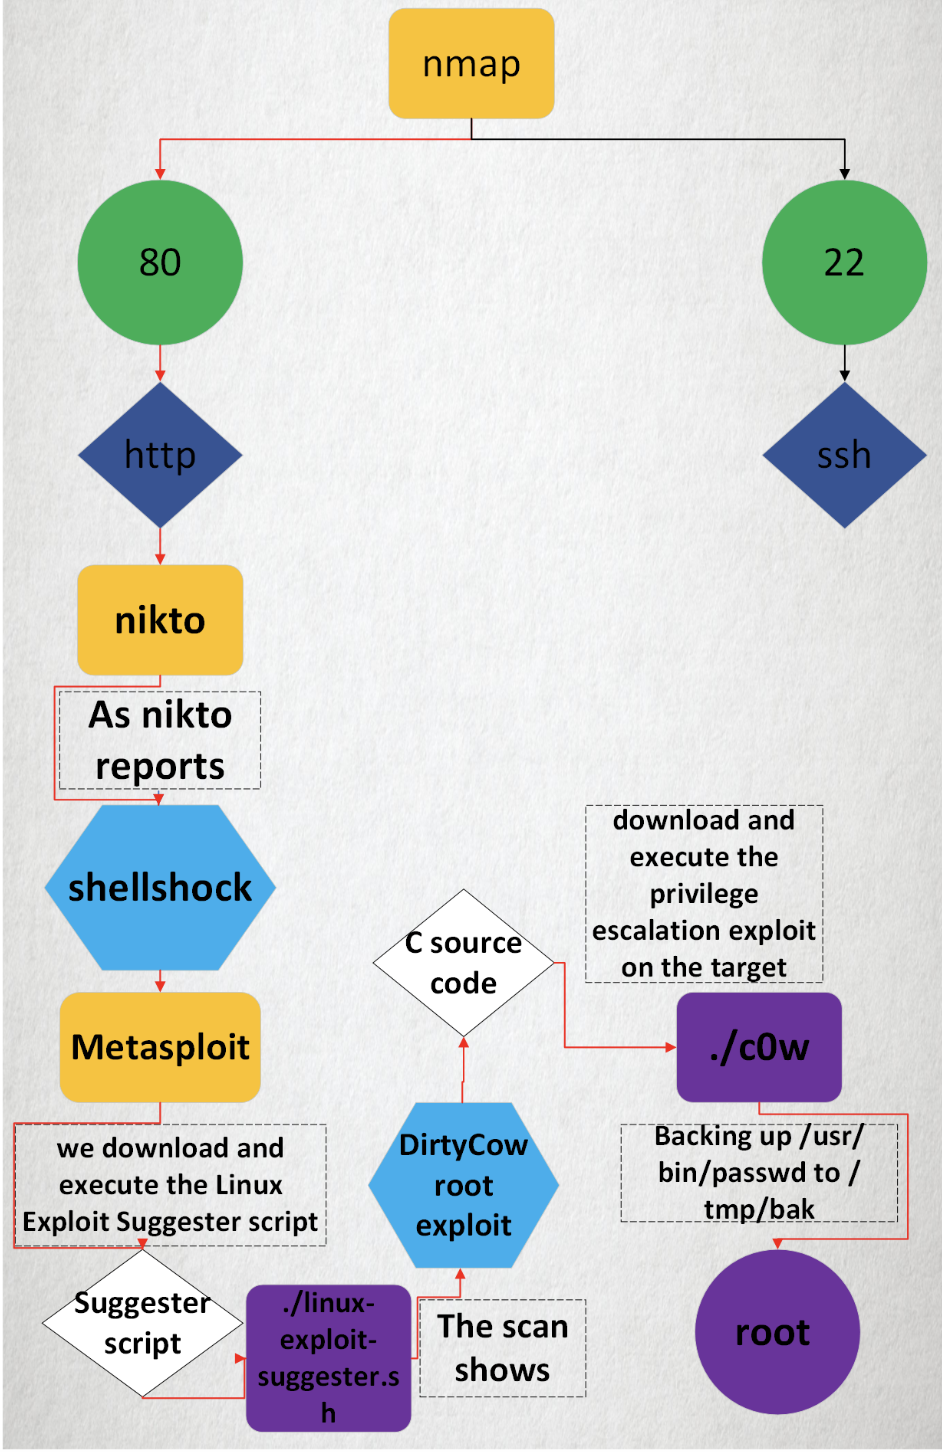 nmap
80
22
http
ssh
nikto
As nikto
reports
shellshock
Metasploit
we download and
execute the Linux
Exploit Suggester script
Suggester
script
./linux-
exploit-
suggester.s
h
The scan
shows
DirtyCow
root
exploit
C source
code
download and
execute the
privilege
escalation exploit
on the target
./c0w
Backing up /usr/
bin/passwd to /
tmp/bak
root